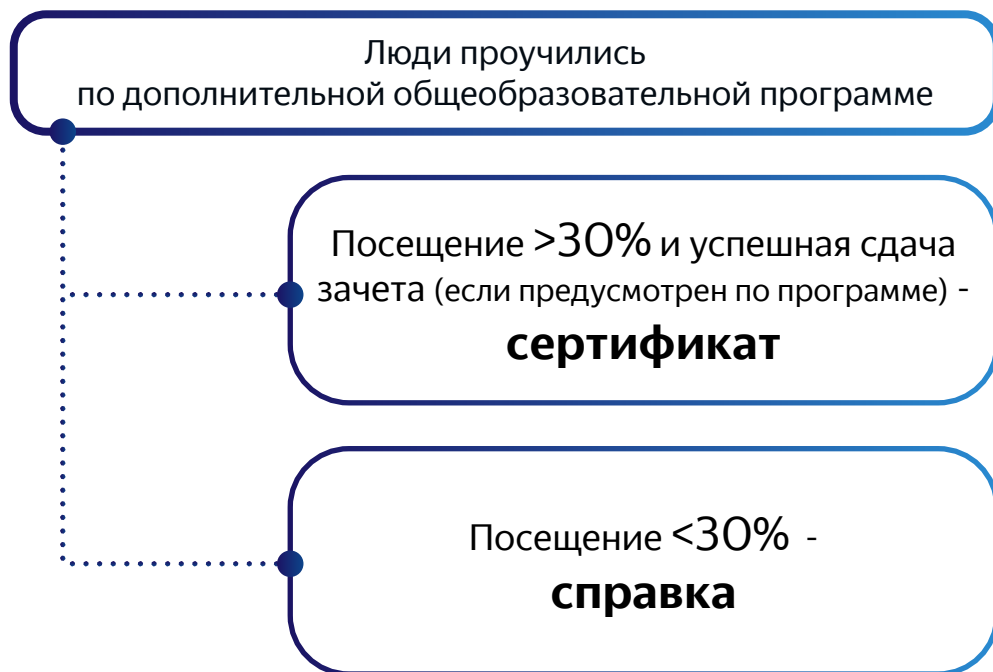 Люди проучились
по дополнительной общеобразовательной программе
Посещение >30% и успешная сдача
зачета (если предусмотрен по программе) -
сертификат
Посещение <30% -
справка